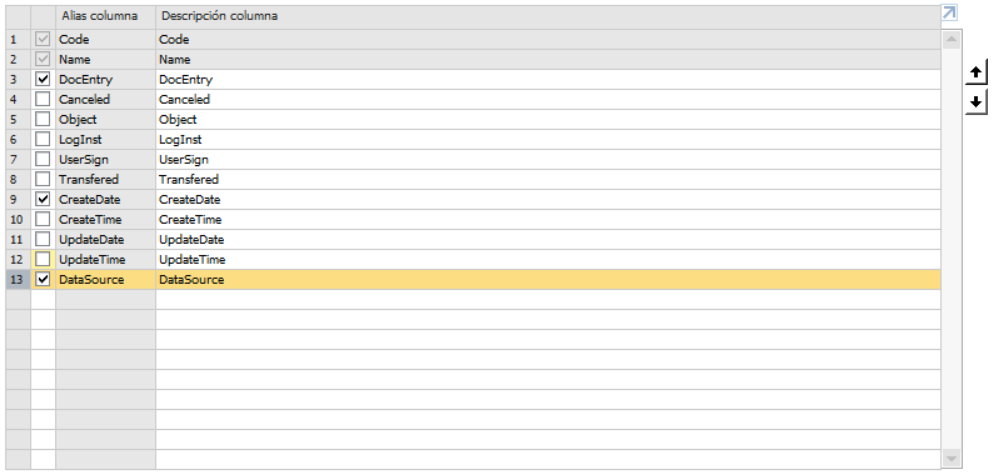 Alias columna Descripción columna
1 Code Code
2 Name Name
3 DocEntry DocEntry
4 Canceled Canceled
5 Object Object
6 LogInst LogInst
7 UserSign UserSign
8 Transfered Transfered
9 CreateDate CreateDate
10 CreateTime CreateTime
11 UpdateDate UpdateDate
12 UpdateTime UpdateTime
13 DataSource DataSource